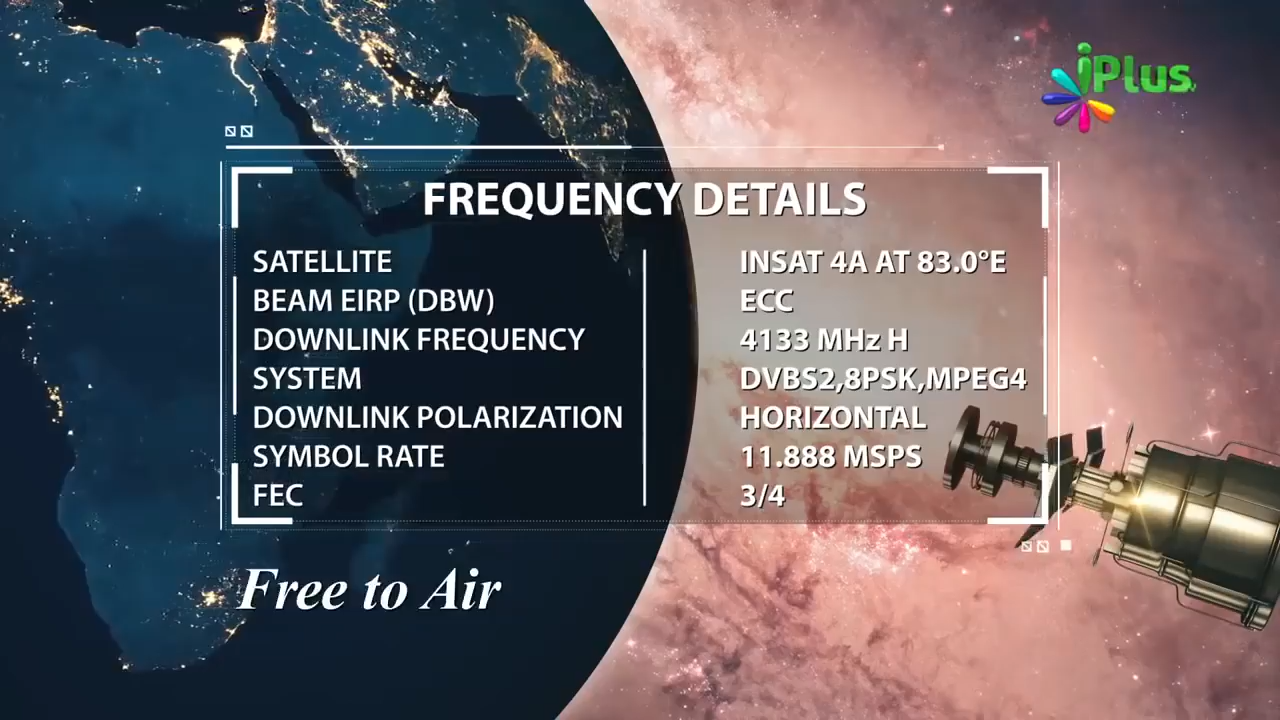 iPlus
FREQUENCY DETAILS
SATELLITE INSAT 4A AT 83.0°E
BEAM EIRP (DBW) ECC
DOWNLINK FREQUENCY 4133 MHz H
SYSTEM DVBS2,8PSK,MPEG4
DOWNLINK POLARIZATION HORIZONTAL
SYMBOL RATE 11.888 MSPS
FEC 3/4
Free to Air